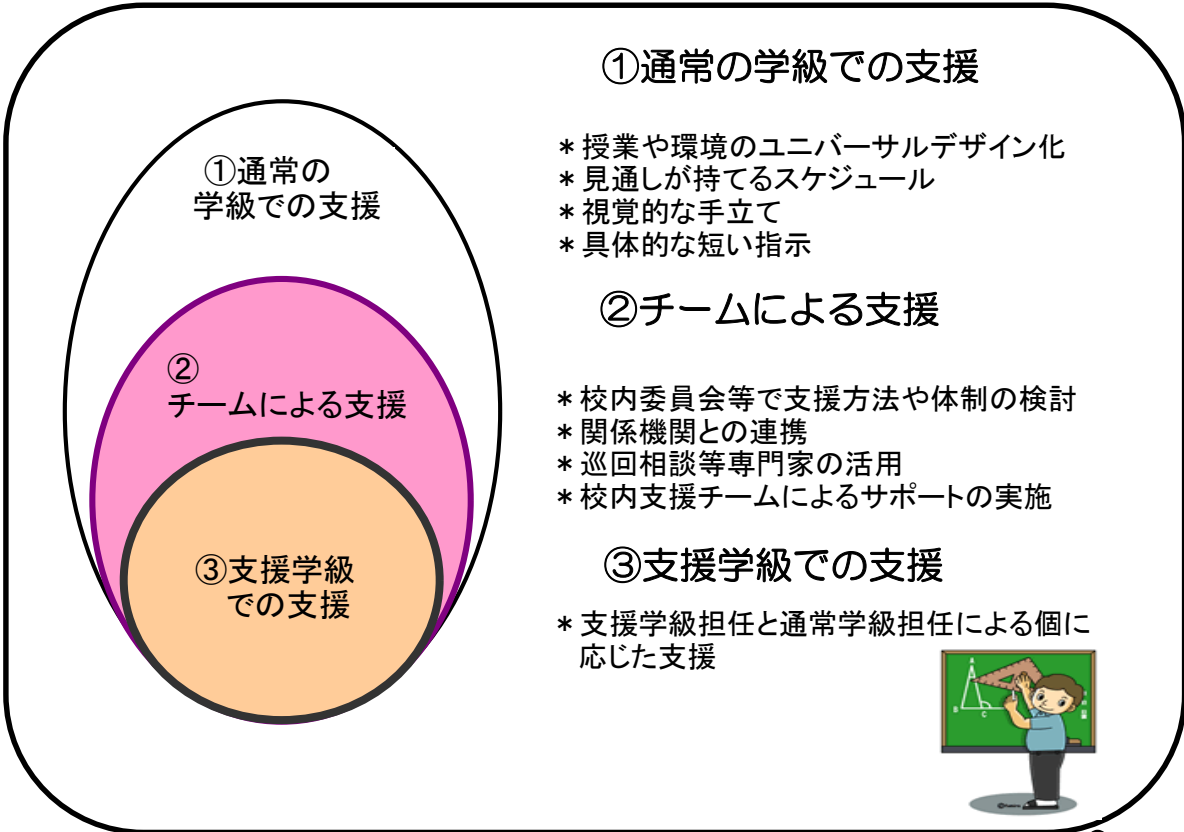 ①通常の
学級での支援
②
チームによる支援
③支援学級
での支援
①通常の学級での支援
＊授業や環境のユニバーサルデザイン化
＊見通しが持てるスケジュール
＊視覚的な手立て
＊具体的な短い指示
②チームによる支援
＊校内委員会等で支援方法や体制の検討
＊関係機関との連携
＊巡回相談等専門家の活用
＊校内支援チームによるサポートの実施
③支援学級での支援
＊支援学級担任と通常学級担任による個に
応じた支援
A
B
C